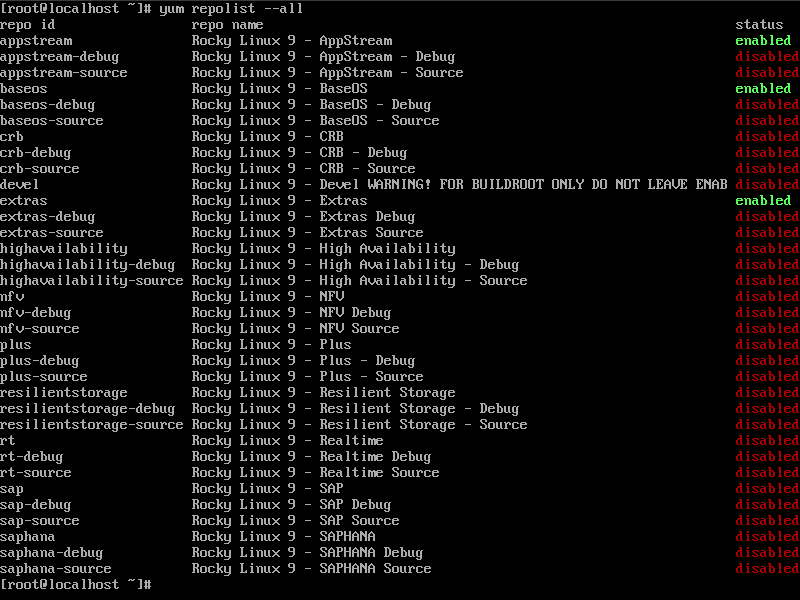 [root@localhost ~]# yum repolist --all
repo id                 repo name                                                           status
appstream               Rocky Linux 9 - AppStream                                           enabled
appstream-debug         Rocky Linux 9 - AppStream - Debug                                   disabled
appstream-source        Rocky Linux 9 - AppStream - Source                                  disabled
baseos                  Rocky Linux 9 - BaseOS                                              enabled
baseos-debug            Rocky Linux 9 - BaseOS - Debug                                      disabled
baseos-source           Rocky Linux 9 - BaseOS - Source                                     disabled
crb                     Rocky Linux 9 - CRB                                                 disabled
crb-debug               Rocky Linux 9 - CRB - Debug                                         disabled
crb-source              Rocky Linux 9 - CRB - Source                                        disabled
devel                   Rocky Linux 9 - Devel WARNING! FOR BUILDROOT ONLY DO NOT LEAVE ENAB disabled
extras                  Rocky Linux 9 - Extras                                              enabled
extras-debug            Rocky Linux 9 - Extras Debug                                        disabled
extras-source           Rocky Linux 9 - Extras Source                                       disabled
highavailability        Rocky Linux 9 - High Availability                                   disabled
highavailability-debug  Rocky Linux 9 - High Availability - Debug                           disabled
highavailability-source Rocky Linux 9 - High Availability - Source                          disabled
nfv                     Rocky Linux 9 - NFV                                                 disabled
nfv-debug               Rocky Linux 9 - NFV Debug                                           disabled
nfv-source              Rocky Linux 9 - NFV Source                                          disabled
plus                    Rocky Linux 9 - Plus                                                disabled
plus-debug              Rocky Linux 9 - Plus - Debug                                        disabled
plus-source             Rocky Linux 9 - Plus - Source                                       disabled
resilientstorage        Rocky Linux 9 - Resilient Storage                                   disabled
resilientstorage-debug  Rocky Linux 9 - Resilient Storage - Debug                           disabled
resilientstorage-source Rocky Linux 9 - Resilient Storage - Source                          disabled
rt                      Rocky Linux 9 - Realtime                                            disabled
rt-debug                Rocky Linux 9 - Realtime Debug                                      disabled
rt-source               Rocky Linux 9 - Realtime Source                                     disabled
sap                     Rocky Linux 9 - SAP                                                 disabled
sap-debug               Rocky Linux 9 - SAP Debug                                           disabled
sap-source              Rocky Linux 9 - SAP Source                                          disabled
saphana                 Rocky Linux 9 - SAPHANA                                             disabled
saphana-debug           Rocky Linux 9 - SAPHANA Debug                                       disabled
saphana-source          Rocky Linux 9 - SAPHANA Source                                      disabled
[root@localhost ~]#